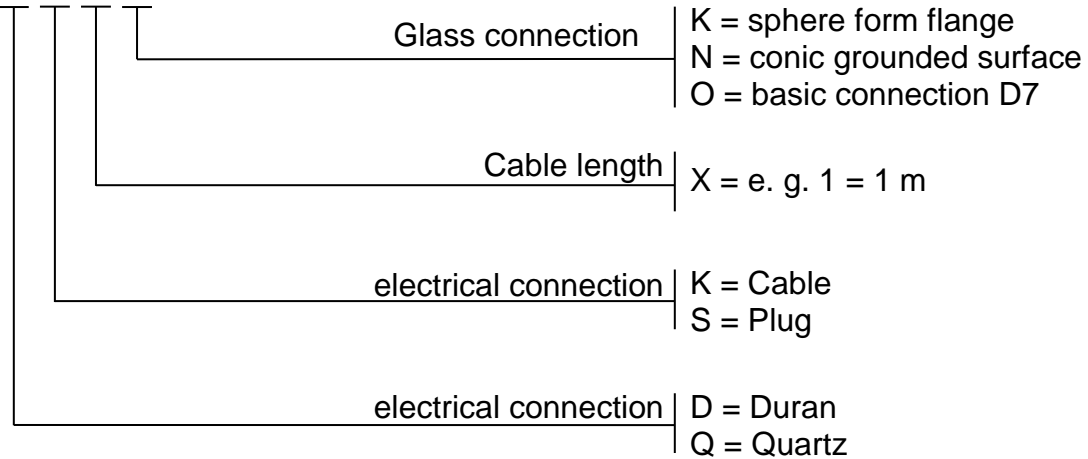 Glass connection
K = sphere form flange
N = conic grounded surface
O = basic connection D7
Cable length
X = e. g. 1 = 1 m
electrical connection
K = Cable
S = Plug
electrical connection
D = Duran
Q = Quartz